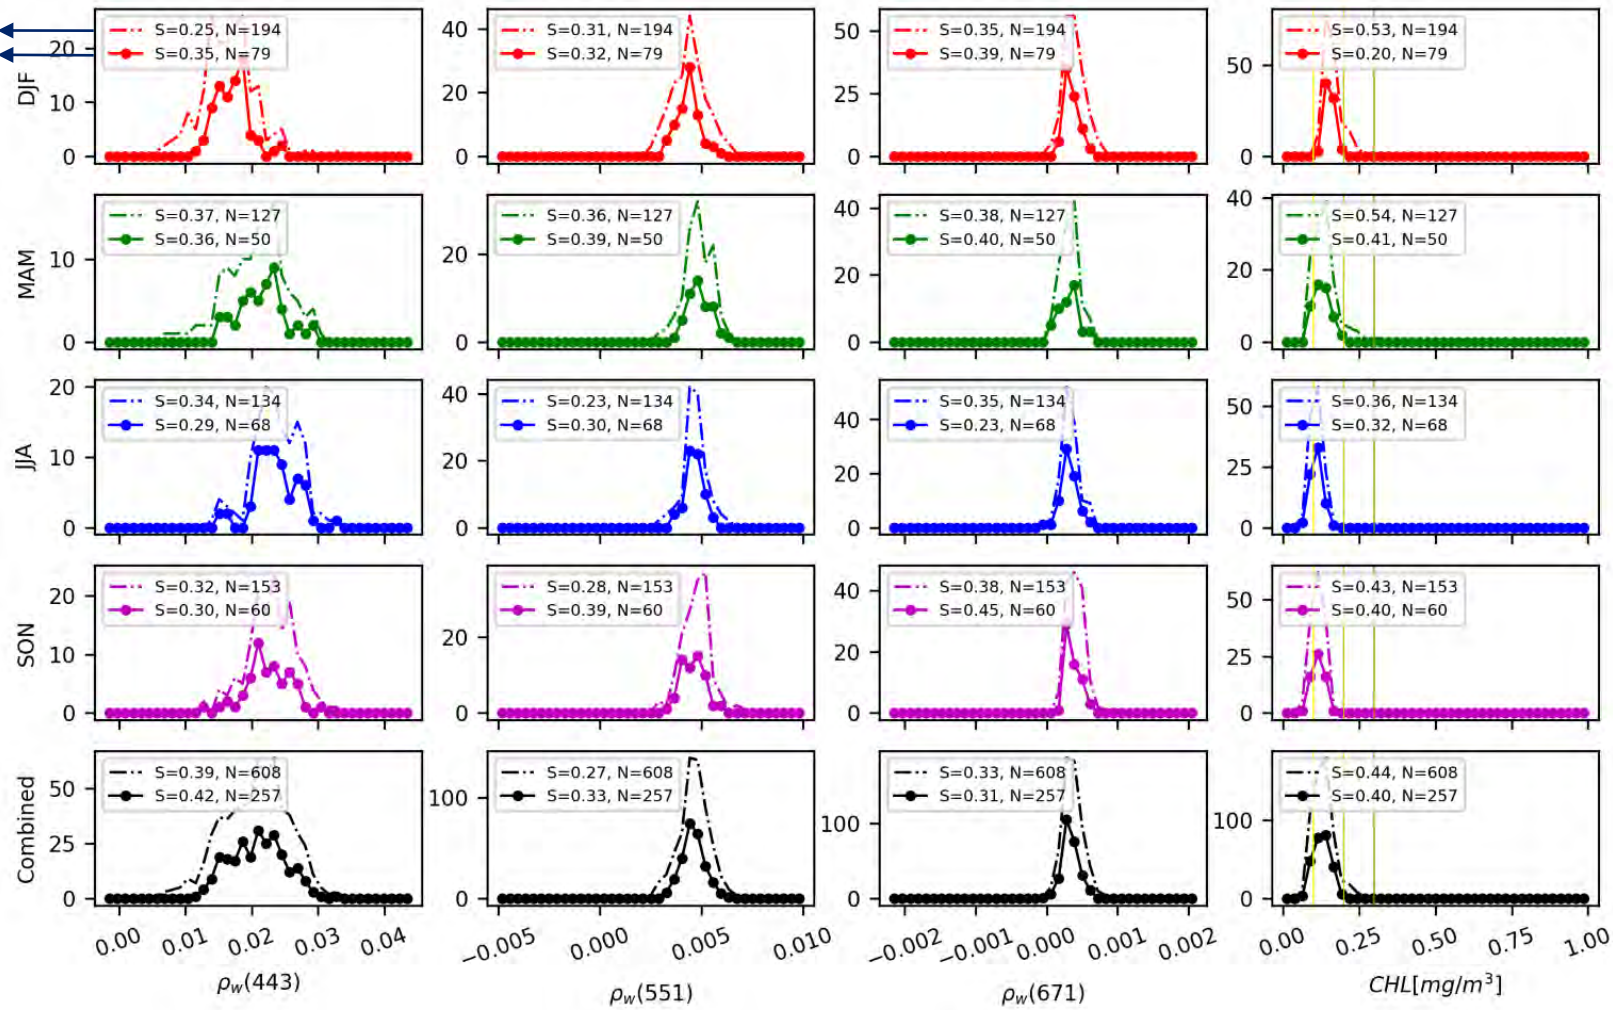 DJF
20
10
0
S=0.25, N=194
S=0.35, N=79
40
20
0
S=0.31, N=194
S=0.32, N=79
50
25
0
S=0.35, N=194
S=0.39, N=79
50
0
S=0.53, N=194
S=0.20, N=79
MAM
10
0
S=0.37, N=127
S=0.36, N=50
20
0
S=0.36, N=127
S=0.39, N=50
40
20
0
S=0.38, N=127
S=0.40, N=50
40
20
0
S=0.54, N=127
S=0.41, N=50
JJA
20
10
0
S=0.34, N=134
S=0.29, N=68
40
20
0
S=0.23, N=134
S=0.30, N=68
40
20
0
S=0.35, N=134
S=0.23, N=68
50
25
0
S=0.36, N=134
S=0.32, N=68
SON
20
10
0
S=0.32, N=153
S=0.30, N=60
20
0
S=0.28, N=153
S=0.39, N=60
40
20
0
S=0.38, N=153
S=0.45, N=60
50
25
0
S=0.43, N=153
S=0.40, N=60
Combined
50
25
0
S=0.39, N=608
S=0.42, N=257
100
0
S=0.27, N=608
S=0.33, N=257
100
0
S=0.33, N=608
S=0.31, N=257
100
0
S=0.44, N=608
S=0.40, N=257
0.00 0.01 0.02 0.03 0.04
ρw(443)
−0.005 0.000 0.005 0.010
ρw(551)
−0.002 −0.001 0.000 0.001 0.002
ρw(671)
0.00 0.25 0.50 0.75 1.00
CHL[mg/m³]